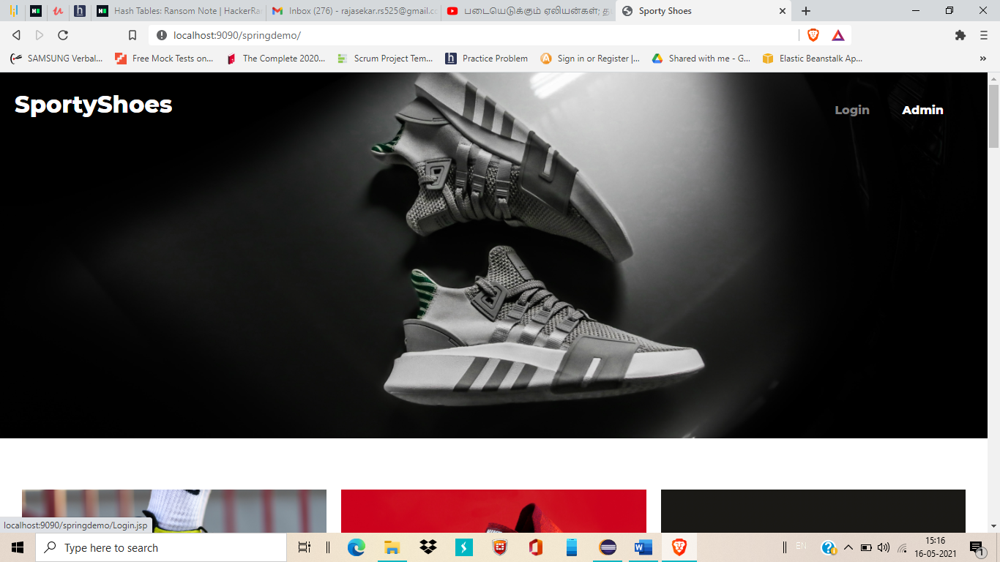 Hash Tables: Ransom Note | HackerRa
Inbox (276) - rajasekar.rs525@gmail.co
படையெடுக்கும் ஏலியன்கள்;
Sporty Shoes
localhost:9090/springdemo/
SAMSUNG Verbal...
Free Mock Tests on...
The Complete 2020...
Scrum Project Tem...
Practice Problem
Sign in or Register |...
Shared with me - G...
Elastic Beanstalk Ap...
»
SportyShoes
Login
Admin
localhost:9090/springdemo/Login.jsp
Type here to search
EN
15:16
16-05-2021
1